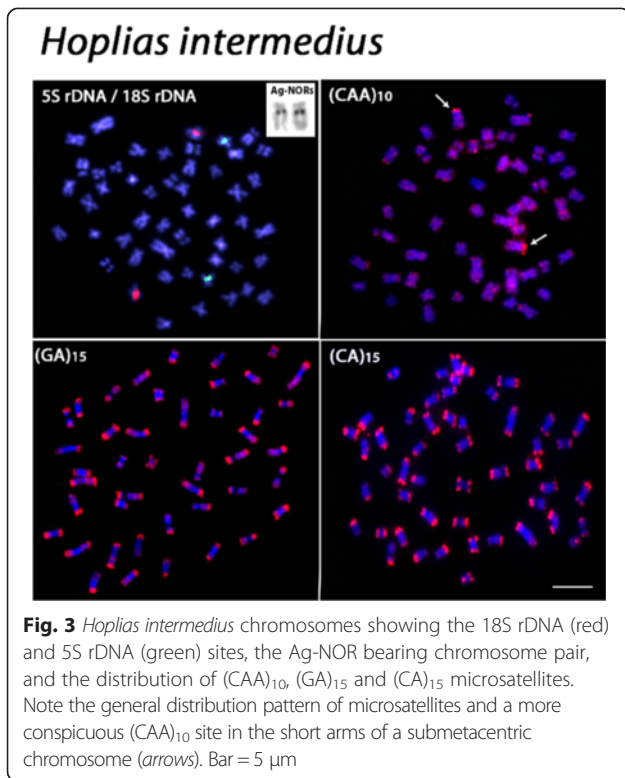 Hoplias intermedius
5S rDNA / 18S rDNA
Ag-NORs
(CAA)10
(GA)15
(CA)15
Fig. 3 Hoplias intermedius chromosomes showing the 18S rDNA (red)
and 5S rDNA (green) sites, the Ag-NOR bearing chromosome pair,
and the distribution of (CAA)10, (GA)15 and (CA)15 microsatellites.
Note the general distribution pattern of microsatellites and a more
conspicuous (CAA)10 site in the short arms of a submetacentric
chromosome (arrows). Bar = 5 μm